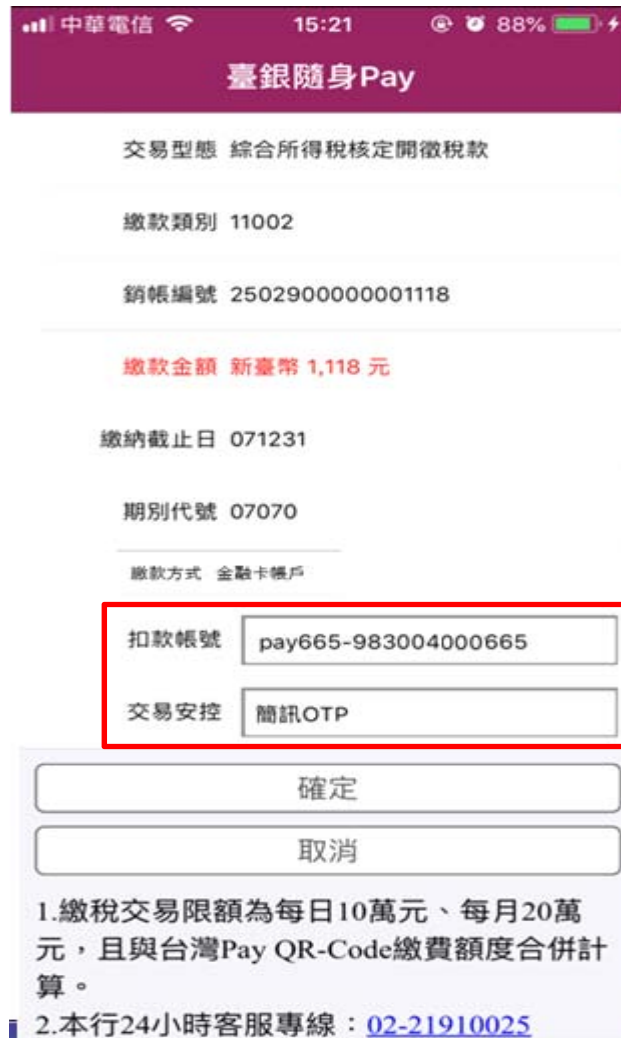 中華電信 15:21 88%
臺銀隨身Pay
交易型態 綜合所得稅核定開徵稅款
繳款類別 11002
銷帳編號 2502900000001118
繳款金額 新臺幣 1,118 元
繳納截止日 071231
期別代號 07070
繳款方式 金融卡帳戶
扣款帳號 pay665-983004000665
交易安控 簡訊OTP
確定
取消
1.繳稅交易限額為每日10萬元、每月20萬
元，且與台灣Pay QR-Code繳費額度合併計
算。
2.本行24小時客服專線：02-21910025